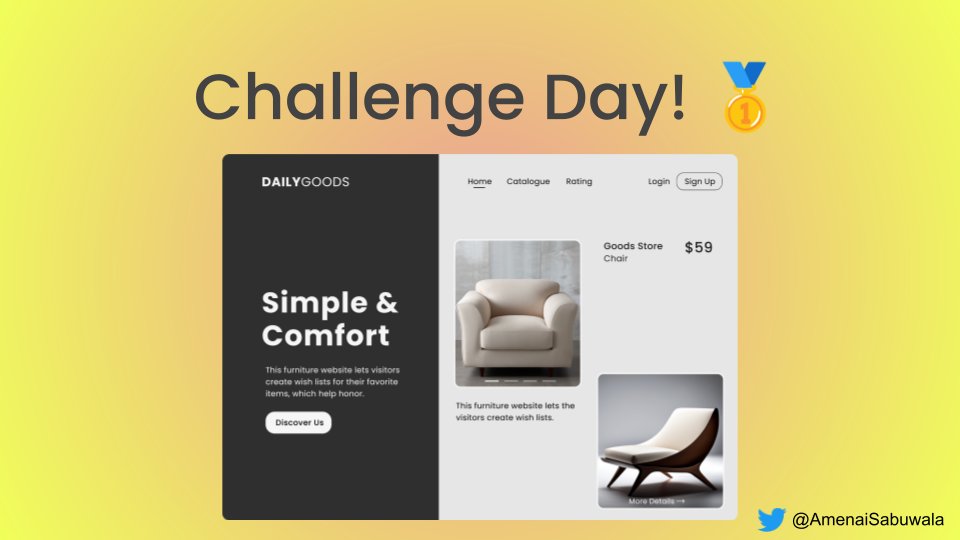 Challenge Day! 🥇
DAILYGOODS
Home Catalogue Rating Login Sign Up
Simple &
Comfort
This furniture website lets visitors
create wish lists for their favorite
items, which help honor.
Discover Us
This furniture website lets the
visitors create wish lists.
Goods Store $59
Chair
More Details →
@AmenaiSabuwala